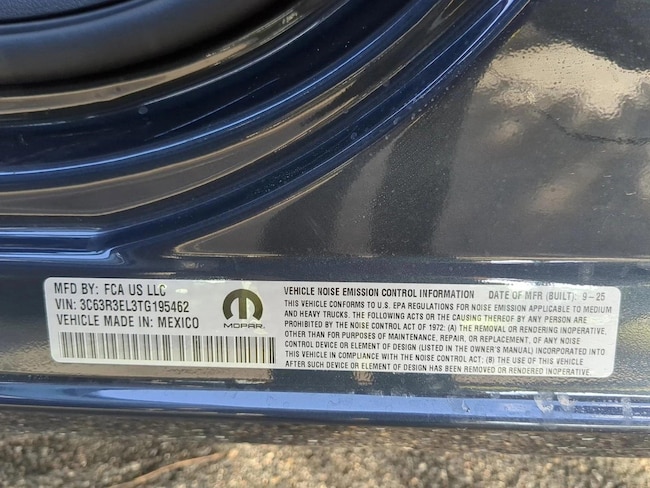 MFD BY: FCA US LLC
VIN: 3C63R3EL3TG195462
VEHICLE MADE IN: MEXICO
MOPAR.
VEHICLE NOISE EMISSION CONTROL INFORMATION DATE OF MFR (BUILT): 9-25
THIS VEHICLE CONFORMS TO U.S. EPA REGULATIONS FOR NOISE EMISSION APPLICABLE TO MEDIUM
AND HEAVY TRUCKS. THE FOLLOWING ACTS OR THE CAUSING THEREOF BY ANY PERSON ARE
PROHIBITED BY THE NOISE CONTROL ACT OF 1972: (A) THE REMOVAL OR RENDERING INOPERATIVE,
OTHER THAN FOR PURPOSES OF MAINTENANCE, REPAIR, OR REPLACEMENT, OF ANY NOISE
CONTROL DEVICE OR ELEMENT OF DESIGN (LISTED IN THE OWNER'S MANUAL) INCORPORATED INTO
THIS VEHICLE IN COMPLIANCE WITH THE NOISE CONTROL ACT: (B) THE USE OF THIS VEHICLE
AFTER SUCH DEVICE OR ELEMENT OF DESIGN HAS BEEN REMOVED OR RENDERED INOPERATIVE.